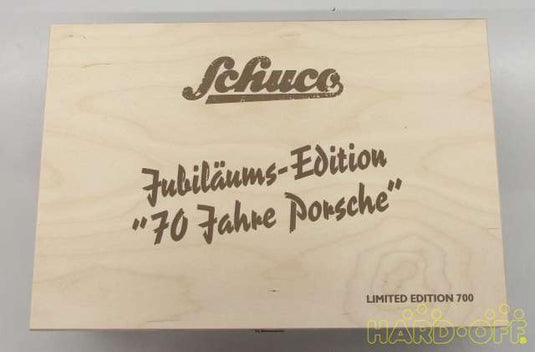 Schuco
Jubiläums-Edition
"70 Jahre Porsche"
LIMITED EDITION 700
HARD-OFF